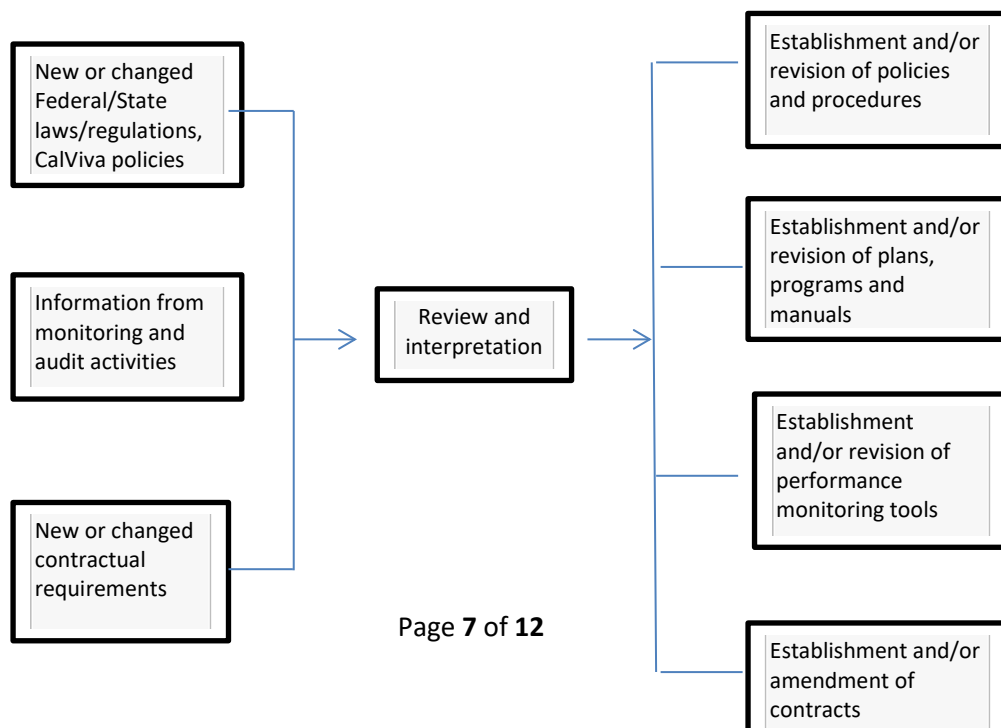 New or changed
Federal/State
laws/regulations,
CalViva policies
Information from
monitoring and
audit activities
New or changed
contractual
requirements
Review and
interpretation
Establishment and/or
revision of policies
and procedures
Establishment and/or
revision of plans,
programs and
manuals
Establishment
and/or revision of
performance
monitoring tools
Establishment and/or
amendment of
contracts
Page 7 of 12